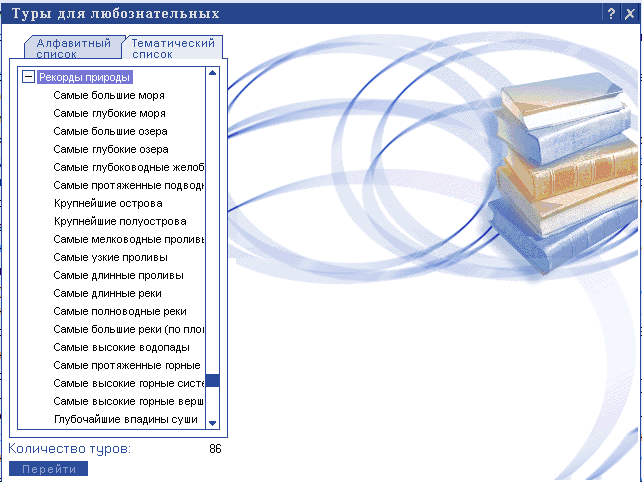 Туры для любознательных
Алфавитный список
Тематический список
Рекорды природы
Самые большие моря
Самые глубокие моря
Самые большие озера
Самые глубокие озера
Самые глубоководные желоб
Самые протяженные подводн
Крупнейшие острова
Крупнейшие полуострова
Самые мелководные пролив
Самые узкие проливы
Самые длинные проливы
Самые длинные реки
Самые полноводные реки
Самые большие реки (по пло
Самые высокие водопады
Самые протяженные горные
Самые высокие горные систе
Самые высокие горные верш
Глубочайшие впадины суши
Количество туров: 86
Перейти